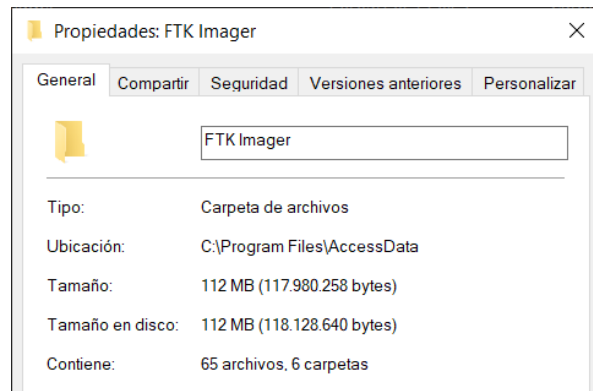 Propiedades: FTK Imager
General Compartir Seguridad Versiones anteriores Personalizar
FTK Imager
Tipo: Carpeta de archivos
Ubicación: C:\Program Files\AccessData
Tamaño: 112 MB (117.980.258 bytes)
Tamaño en disco: 112 MB (118.128.640 bytes)
Contiene: 65 archivos, 6 carpetas